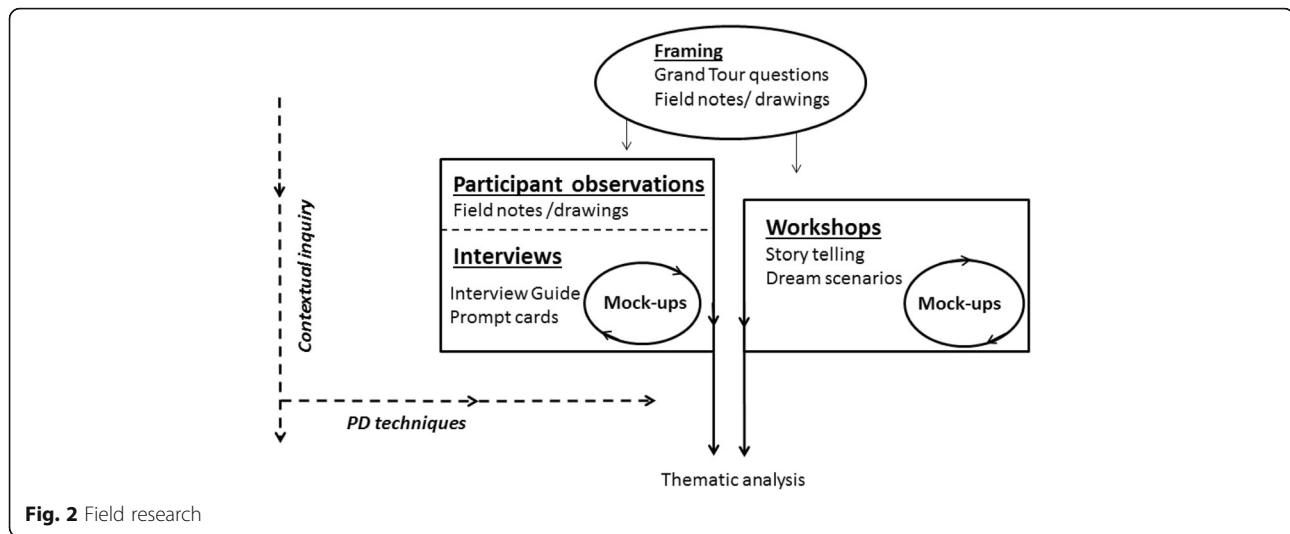 Framing
Grand Tour questions
Field notes/ drawings
Participant observations
Field notes /drawings
Interviews
Interview Guide
Prompt cards
Mock-ups
Workshops
Story telling
Dream scenarios
Mock-ups
Contextual inquiry
PD techniques
Thematic analysis
Fig. 2 Field research